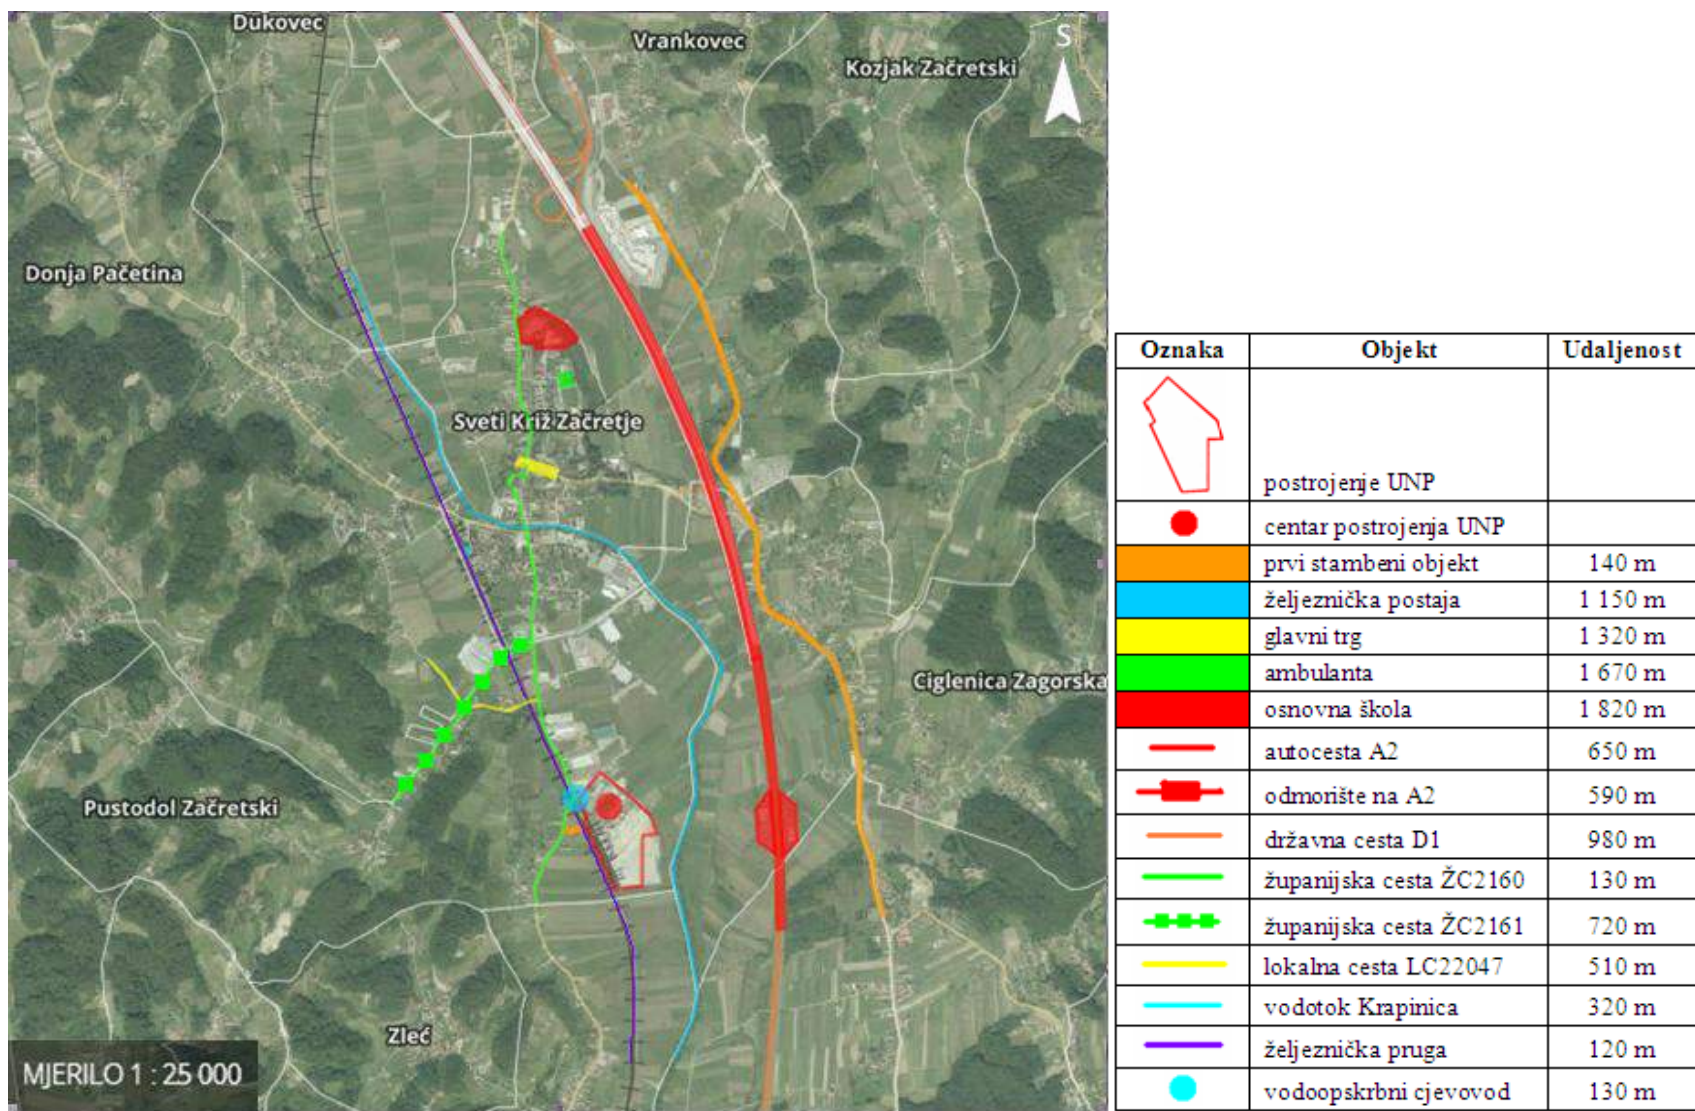 Dukovec
Vrankovec
S
Kozjak Začretski
Donja Pačetina
Sveti Križ Začretje
Ciglenica Zagorska
Pustodol Začretski
Zleć
MJERILO 1 : 25 000
Oznaka Objekt Udaljenost
postrojenje UNP
centar postrojenja UNP
prvi stambeni objekt 140 m
željeznička postaja 1 150 m
glavni trg 1 320 m
ambulanta 1 670 m
osnovna škola 1 820 m
autocesta A2 650 m
odmorište na A2 590 m
državna cesta D1 980 m
županijska cesta ŽC2160 130 m
županijska cesta ŽC2161 720 m
lokalna cesta LC22047 510 m
vodotok Krapinica 320 m
željeznička pruga 120 m
vodoopskrbni cjevovod 130 m